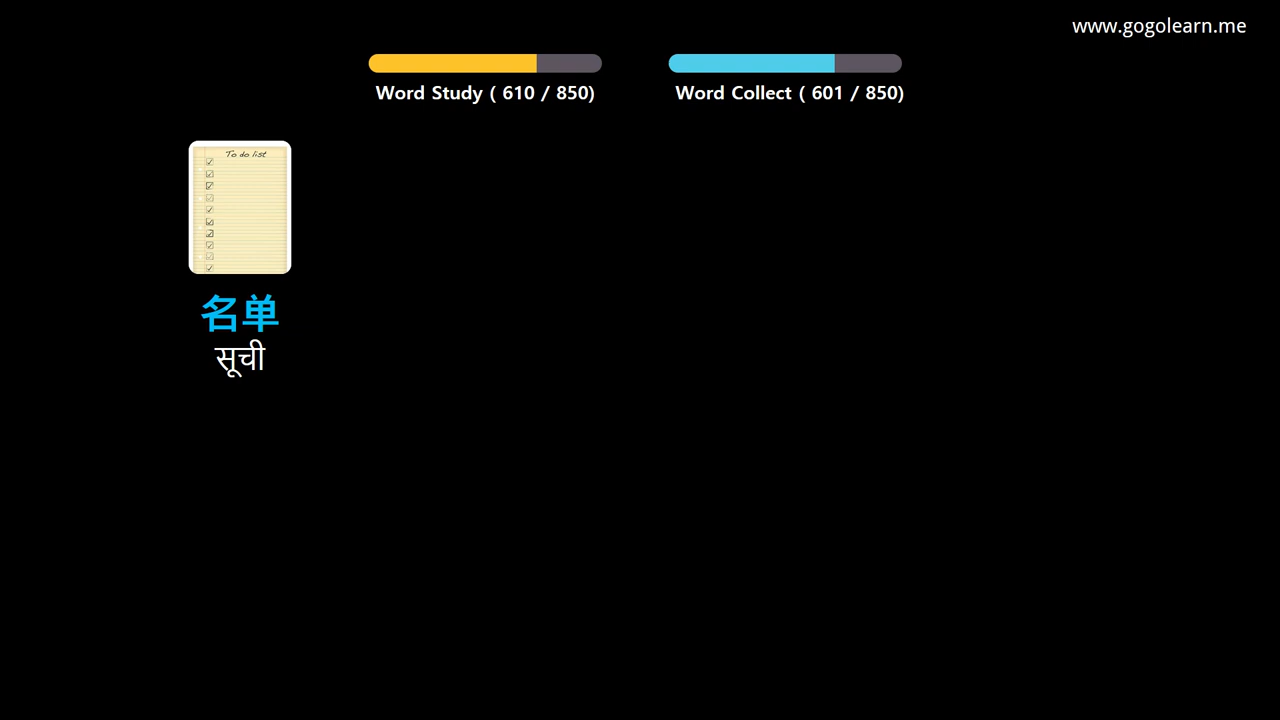 www.gogolearn.me
Word Study ( 610 / 850)
Word Collect ( 601 / 850)
To do list
名单
सूची